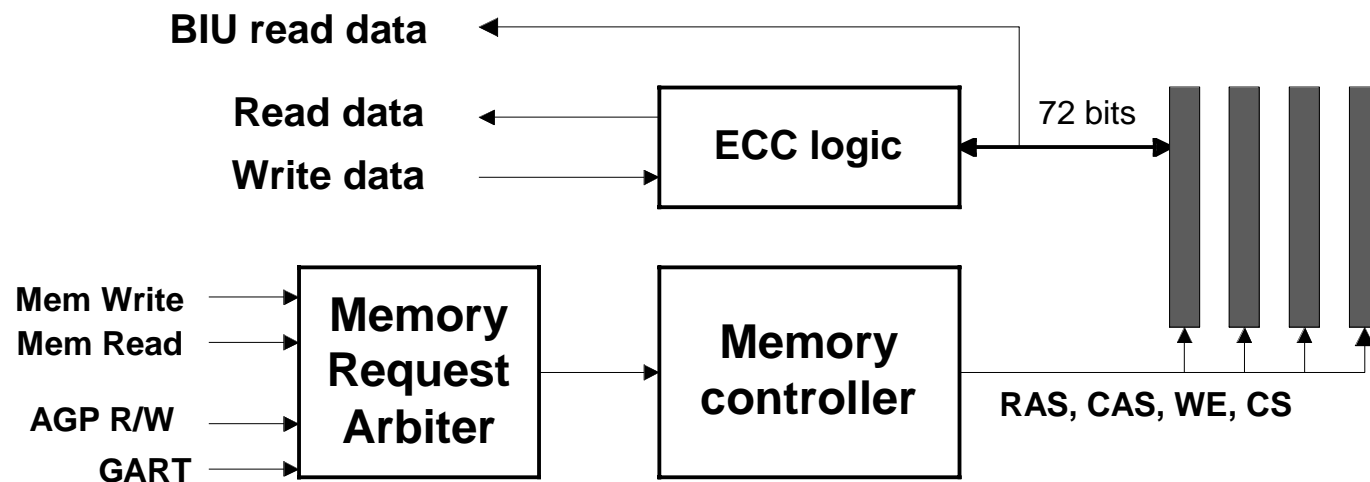 BIU read data
Read data
Write data
ECC logic
72 bits
Mem Write
Mem Read
AGP R/W
GART
Memory
Request
Arbiter
Memory
controller
RAS, CAS, WE, CS